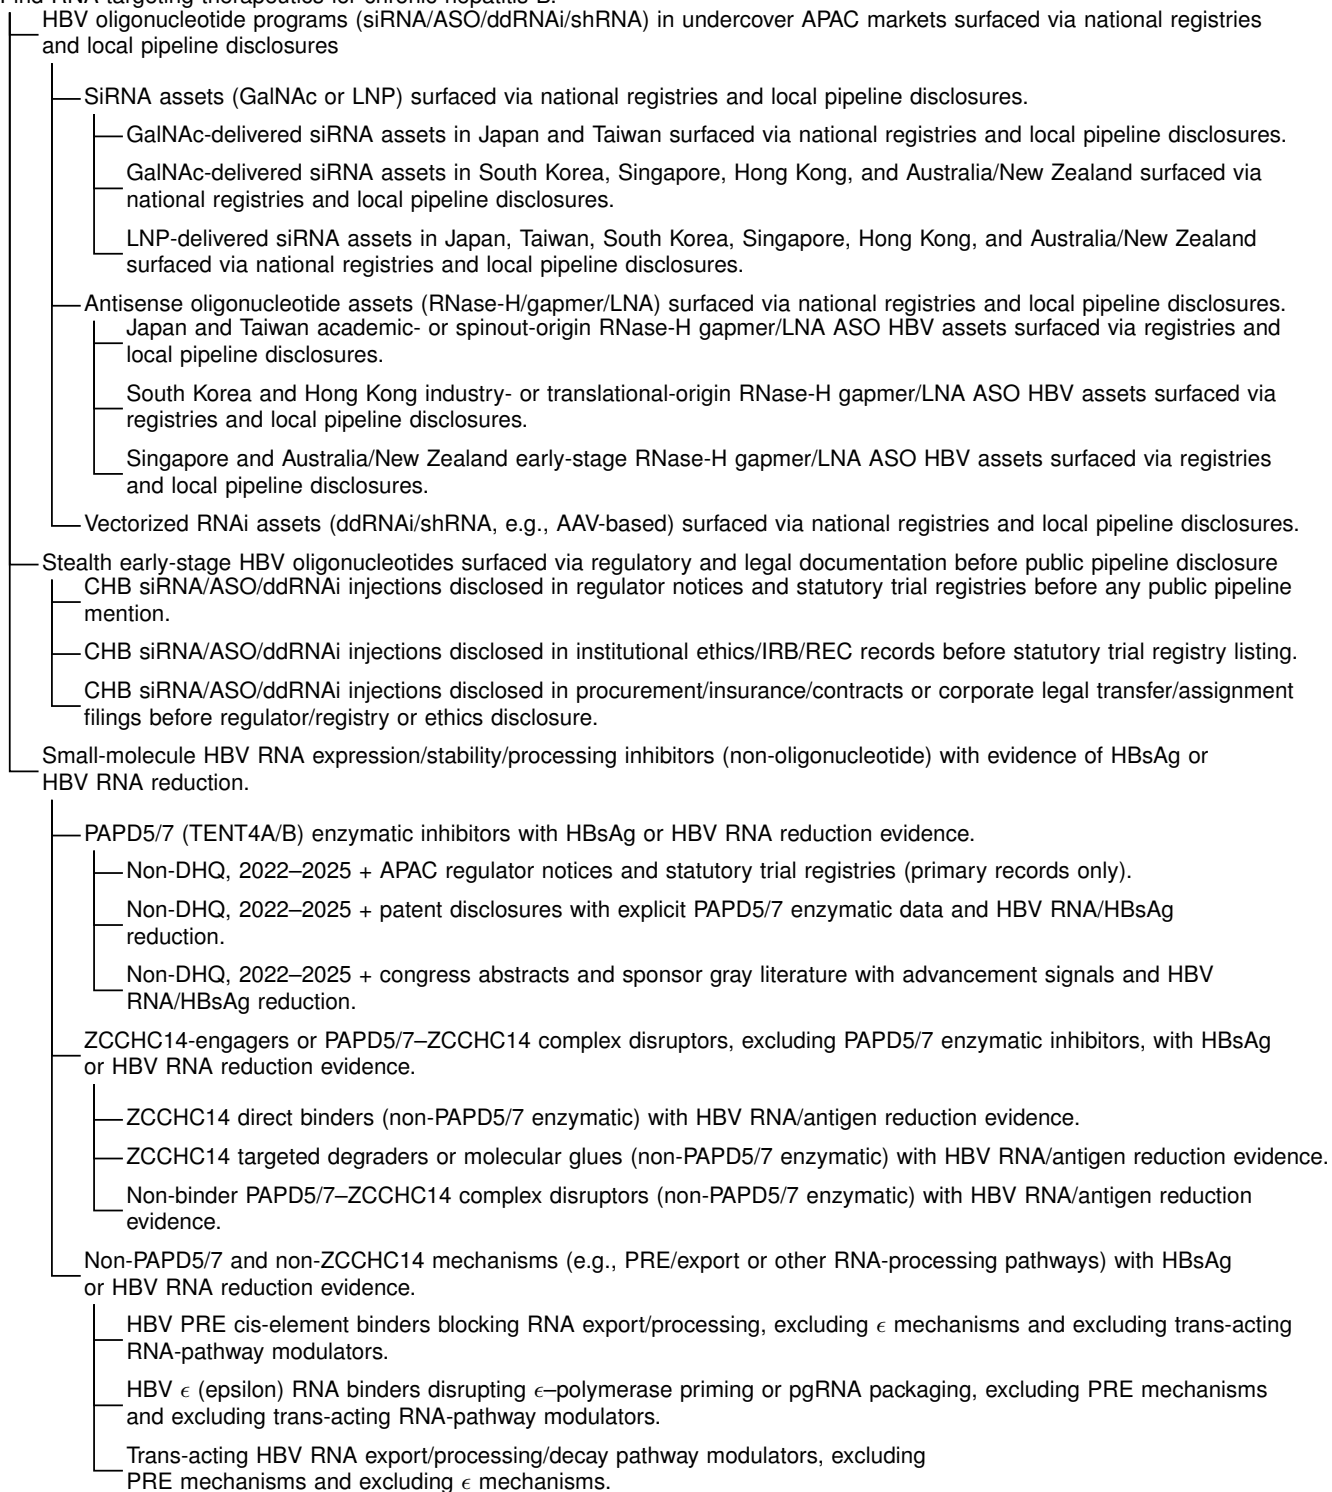 Find RNA-targeting therapeutics for chronic hepatitis B.
HBV oligonucleotide programs (siRNA/ASO/ddRNAi/shRNA) in undercover APAC markets surfaced via national registries
and local pipeline disclosures
SiRNA assets (GalNAc or LNP) surfaced via national registries and local pipeline disclosures.
GalNAc-delivered siRNA assets in Japan and Taiwan surfaced via national registries and local pipeline disclosures.
GalNAc-delivered siRNA assets in South Korea, Singapore, Hong Kong, and Australia/New Zealand surfaced via
national registries and local pipeline disclosures.
LNP-delivered siRNA assets in Japan, Taiwan, South Korea, Singapore, Hong Kong, and Australia/New Zealand
surfaced via national registries and local pipeline disclosures.
Antisense oligonucleotide assets (RNase-H/gapmer/LNA) surfaced via national registries and local pipeline disclosures.
Japan and Taiwan academic- or spinout-origin RNase-H gapmer/LNA ASO HBV assets surfaced via registries and
local pipeline disclosures.
South Korea and Hong Kong industry- or translational-origin RNase-H gapmer/LNA ASO HBV assets surfaced via
registries and local pipeline disclosures.
Singapore and Australia/New Zealand early-stage RNase-H gapmer/LNA ASO HBV assets surfaced via registries
and local pipeline disclosures.
Vectorized RNAi assets (ddRNAi/shRNA, e.g., AAV-based) surfaced via national registries and local pipeline disclosures.
Stealth early-stage HBV oligonucleotides surfaced via regulatory and legal documentation before public pipeline disclosure
CHB siRNA/ASO/ddRNAi injections disclosed in regulator notices and statutory trial registries before any public pipeline
mention.
CHB siRNA/ASO/ddRNAi injections disclosed in institutional ethics/IRB/REC records before statutory trial registry listing.
CHB siRNA/ASO/ddRNAi injections disclosed in procurement/insurance/contracts or corporate legal transfer/assignment
filings before regulator/registry or ethics disclosure.
Small-molecule HBV RNA expression/stability/processing inhibitors (non-oligonucleotide) with evidence of HBsAg or
HBV RNA reduction.
PAPD5/7 (TENT4A/B) enzymatic inhibitors with HBsAg or HBV RNA reduction evidence.
Non-DHQ, 2022–2025 + APAC regulator notices and statutory trial registries (primary records only).
Non-DHQ, 2022–2025 + patent disclosures with explicit PAPD5/7 enzymatic data and HBV RNA/HBsAg
reduction.
Non-DHQ, 2022–2025 + congress abstracts and sponsor gray literature with advancement signals and HBV
RNA/HBsAg reduction.
ZCCHC14-engagers or PAPD5/7–ZCCHC14 complex disruptors, excluding PAPD5/7 enzymatic inhibitors, with HBsAg
or HBV RNA reduction evidence.
ZCCHC14 direct binders (non-PAPD5/7 enzymatic) with HBV RNA/antigen reduction evidence.
ZCCHC14 targeted degraders or molecular glues (non-PAPD5/7 enzymatic) with HBV RNA/antigen reduction evidence.
Non-binder PAPD5/7–ZCCHC14 complex disruptors (non-PAPD5/7 enzymatic) with HBV RNA/antigen reduction
evidence.
Non-PAPD5/7 and non-ZCCHC14 mechanisms (e.g., PRE/export or other RNA-processing pathways) with HBsAg
or HBV RNA reduction evidence.
HBV PRE cis-element binders blocking RNA export/processing, excluding ϵ mechanisms and excluding trans-acting
RNA-pathway modulators.
HBV ϵ (epsilon) RNA binders disrupting ϵ–polymerase priming or pgRNA packaging, excluding PRE mechanisms
and excluding trans-acting RNA-pathway modulators.
Trans-acting HBV RNA export/processing/decay pathway modulators, excluding
PRE mechanisms and excluding ϵ mechanisms.